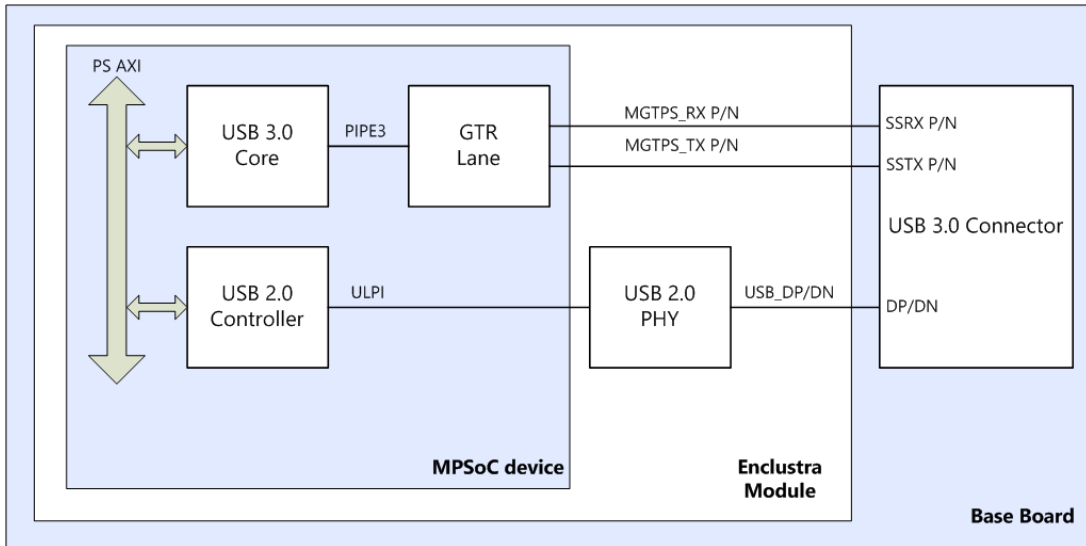 PS AXI
USB 3.0
Core
PIPE3
GTR
Lane
MGTPS_RX P/N
MGTPS_TX P/N
SSRX P/N
SSTX P/N
USB 3.0 Connector
USB 2.0
Controller
ULPI
USB 2.0
PHY
USB_DP/DN
DP/DN
MPSoC device
Enclustra
Module
Base Board